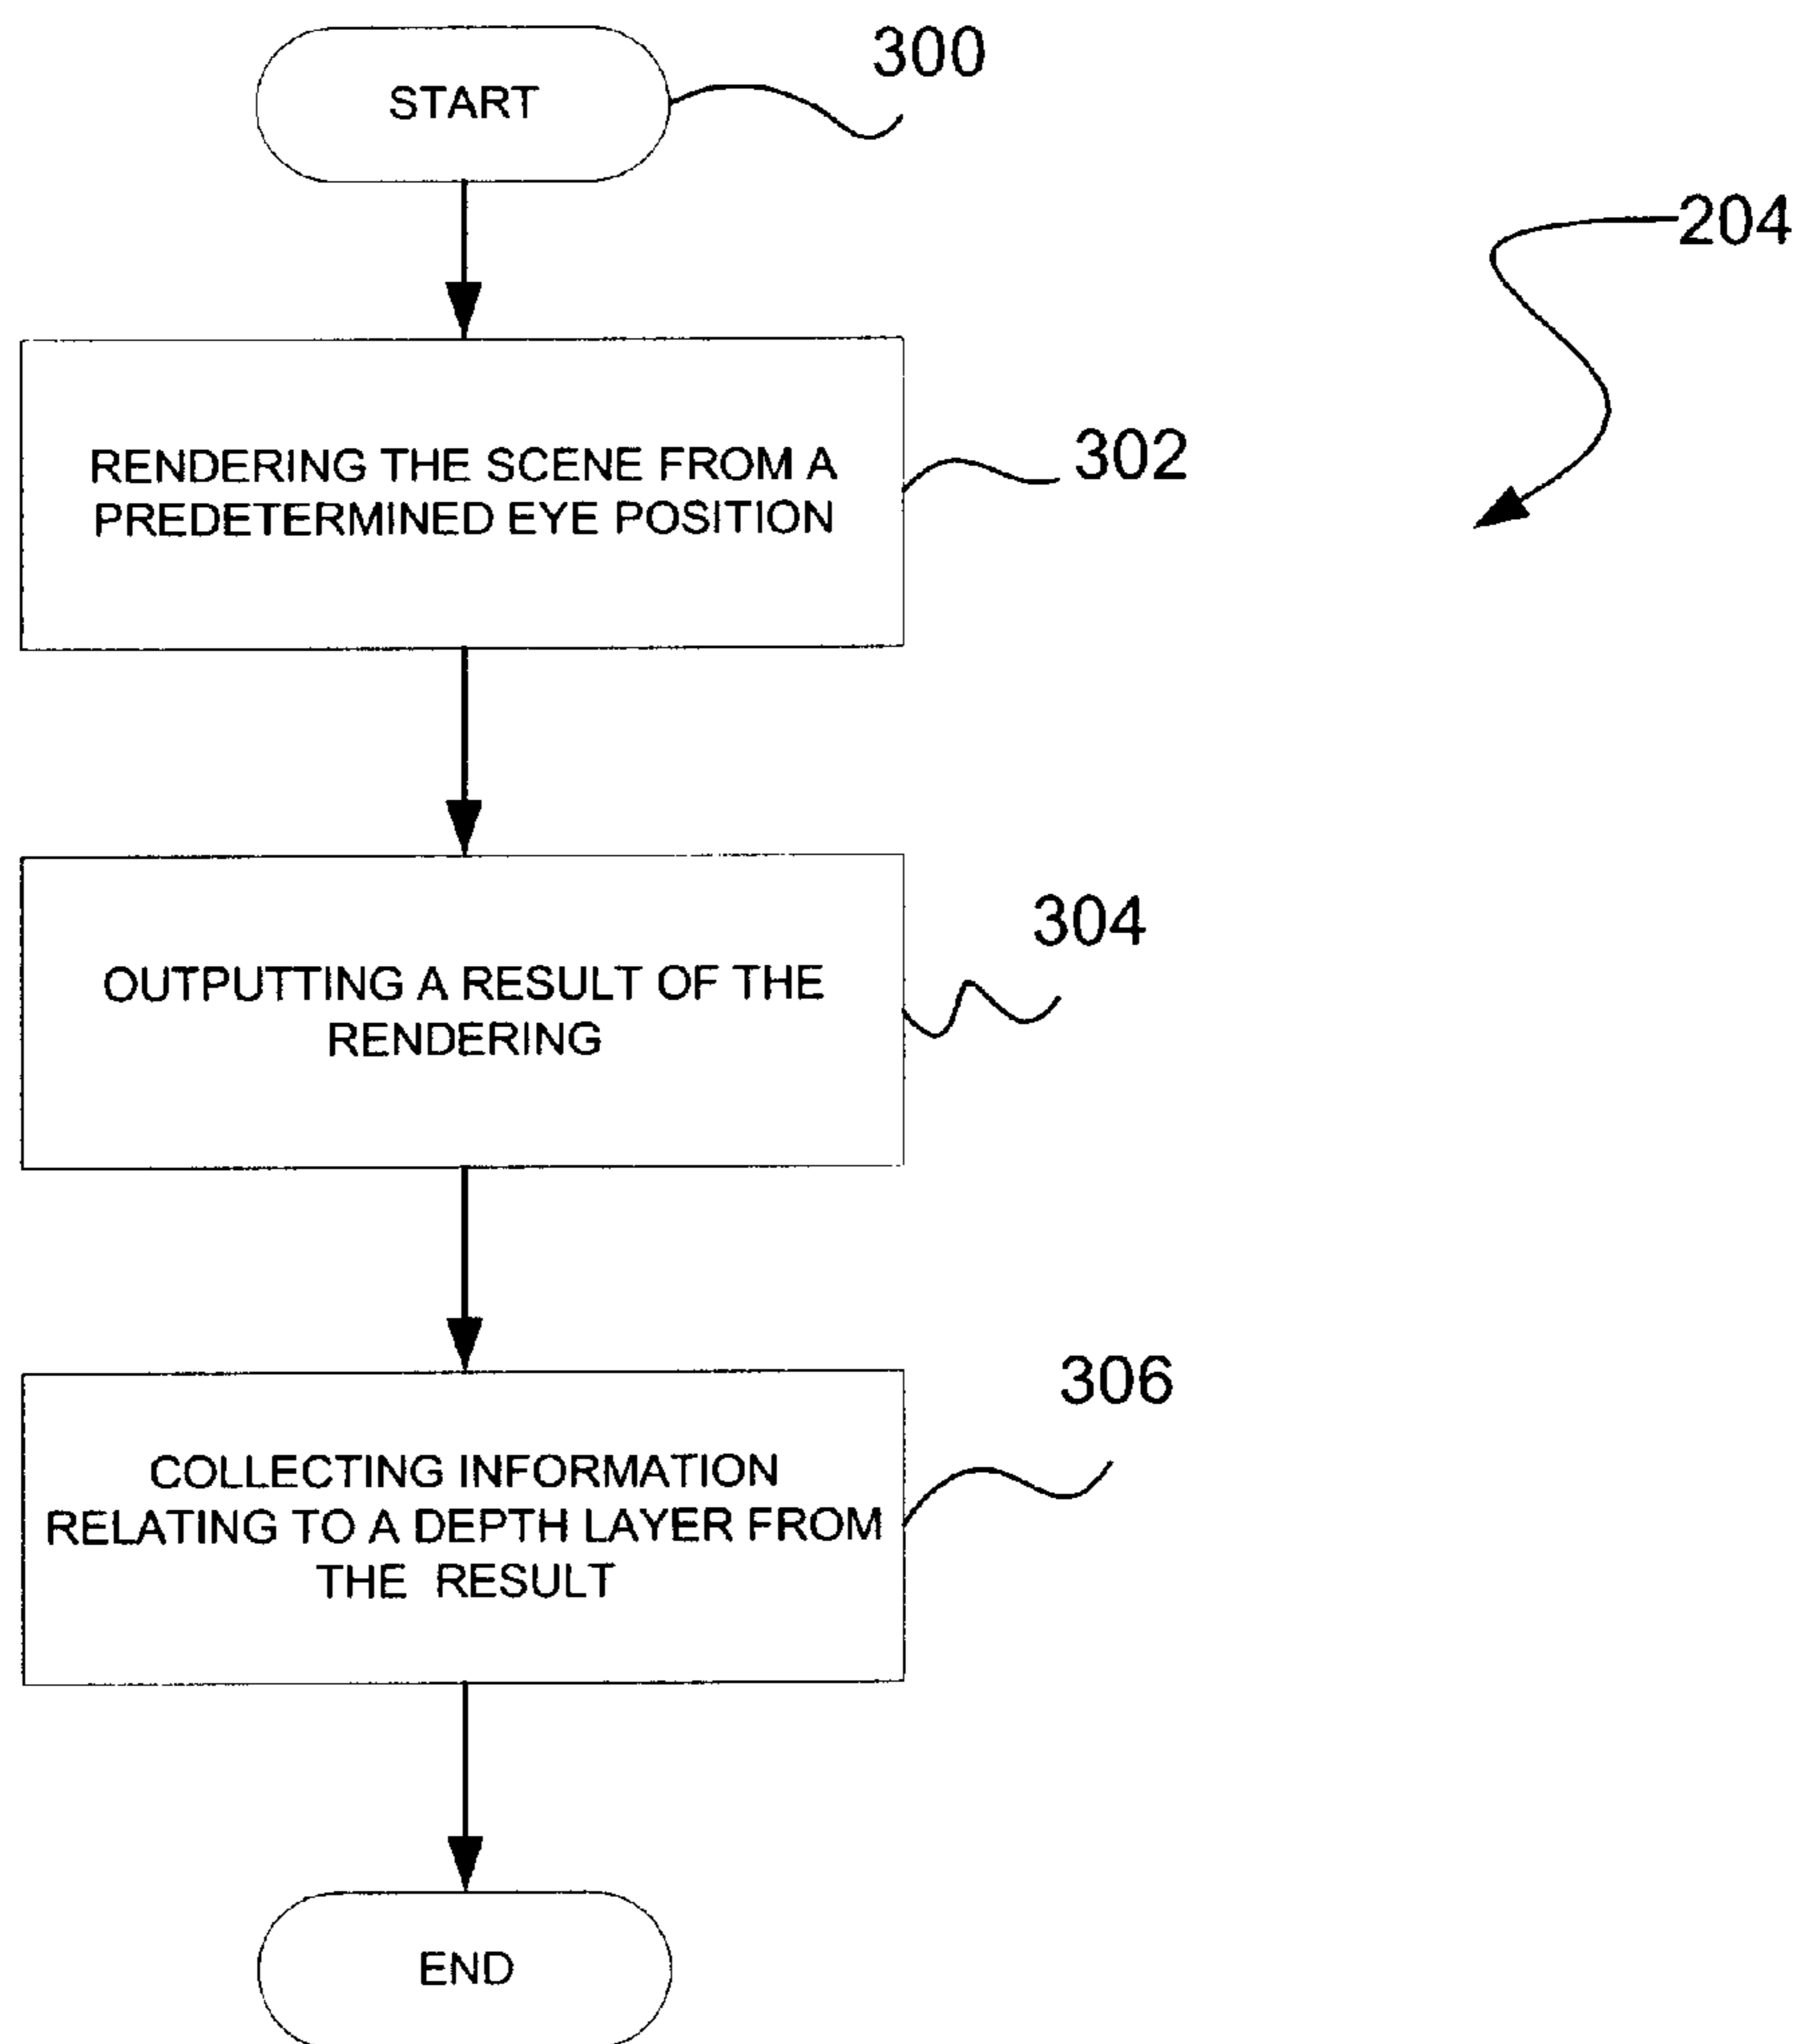 START
300
204
RENDERING THE SCENE FROM A
PREDETERMINED EYE POSITION
302
OUTPUTTING A RESULT OF THE
RENDERING
304
COLLECTING INFORMATION
RELATING TO A DEPTH LAYER FROM
THE RESULT
306
END